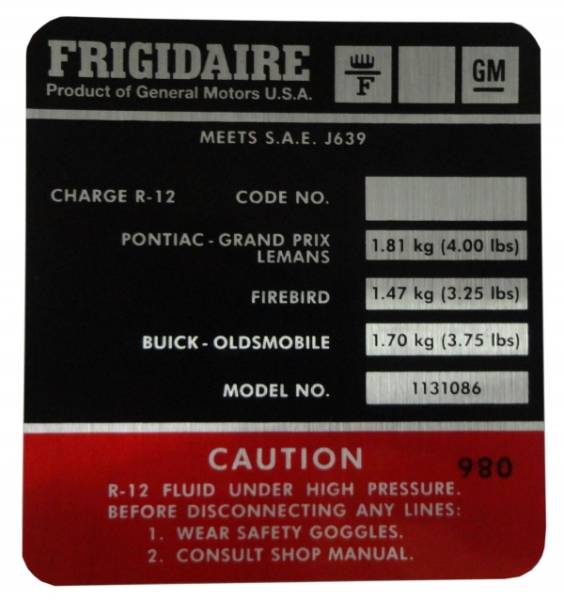 FRIGIDAIRE
Product of General Motors U.S.A.
F
GM
MEETS S.A.E. J639
CHARGE R-12 CODE NO.
PONTIAC - GRAND PRIX
LEMANS 1.81 kg (4.00 lbs)
FIREBIRD 1.47 kg (3.25 lbs)
BUICK - OLDSMOBILE 1.70 kg (3.75 lbs)
MODEL NO. 1131086
CAUTION 980
R-12 FLUID UNDER HIGH PRESSURE.
BEFORE DISCONNECTING ANY LINES:
1. WEAR SAFETY GOGGLES.
2. CONSULT SHOP MANUAL.